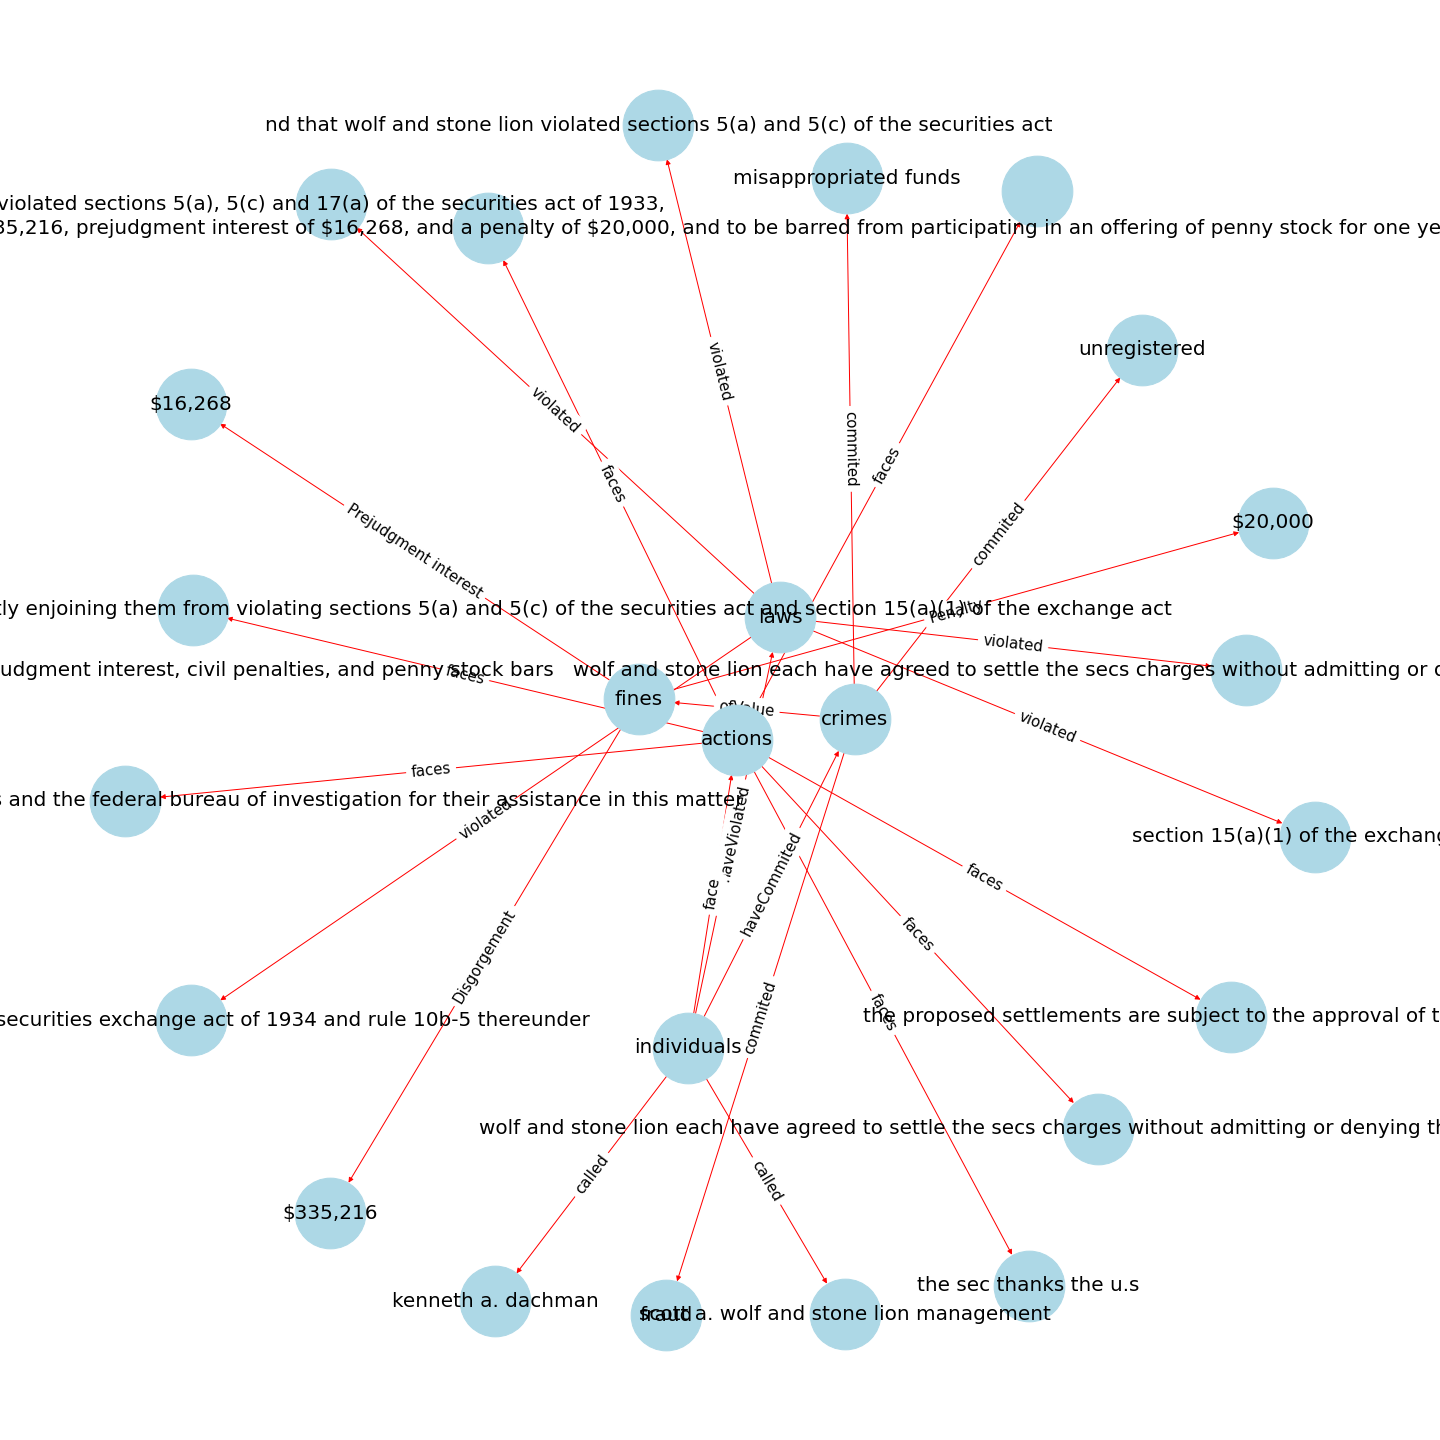 nd that wolf and stone lion violated sections 5(a) and 5(c) of the securities act
misappropriated funds
violated sections 5(a), 5(c) and 17(a) of the securities act of 1933,
35,216, prejudgment interest of $16,268, and a penalty of $20,000, and to be barred from participating in an offering of penny stock for one ye
unregistered
violated
$16,268
violated
commited
faces
faces
$20,000
Prejudgment interest
commited
tly enjoining them from violating sections 5(a) and 5(c) of the securities act and section 15(a)(1) of the exchange act
Penalty
laws
violated
udgment interest, civil penalties, and penny stock bars
wolf and stone lion each have agreed to settle the secs charges without admitting or d
faces
fines
ofValue
crimes
violated
actions
faces
s and the federal bureau of investigation for their assistance in this matter
violated
haveViolated
section 15(a)(1) of the exchang
face
haveCommited
faces
faces
Disgorgement
securities exchange act of 1934 and rule 10b-5 thereunder
commited
faces
the proposed settlements are subject to the approval of t
individuals
wolf and stone lion each have agreed to settle the secs charges without admitting or denying th
called
called
$335,216
the sec thanks the u.s
kenneth a. dachman
fraud
scott a. wolf and stone lion management